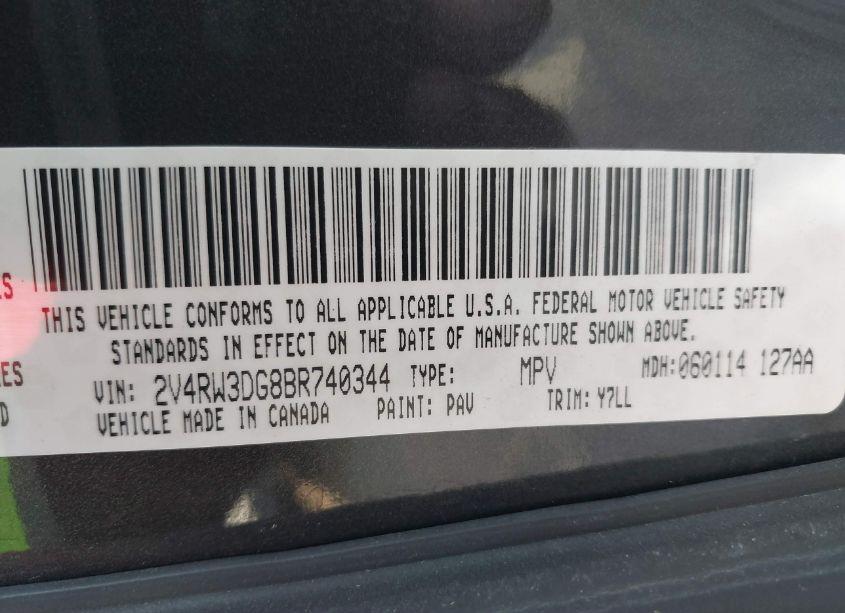 S
THIS VEHICLE CONFORMS TO ALL APPLICABLE U.S.A. FEDERAL MOTOR VEHICLE SAFETY
STANDARDS IN EFFECT ON THE DATE OF MANUFACTURE SHOWN ABOVE.
ES
VIN: 2V4RW3DG8BR740344 TYPE: MPV MDH:060114 127AA
D
VEHICLE MADE IN CANADA PAINT: PAV TRIM: Y7LL